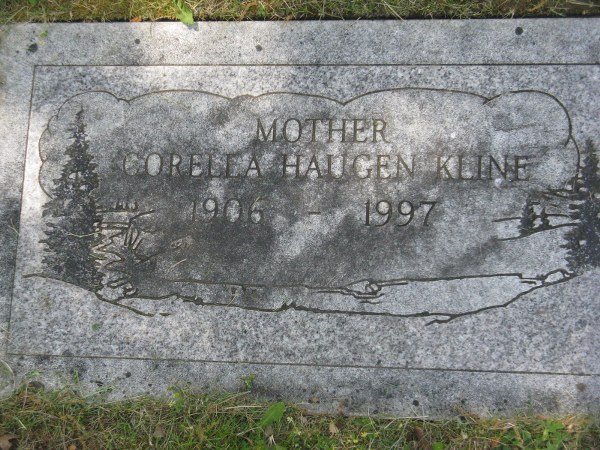 MOTHER
CORELLA HAUGEN KLINE
1906 - 1997